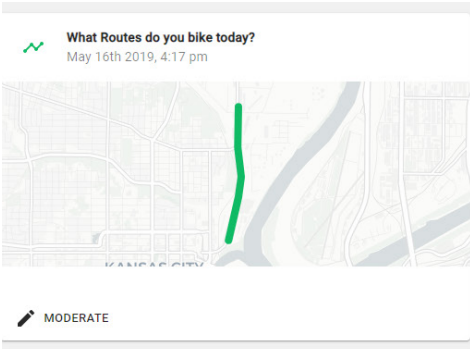 What Routes do you bike today?
May 16th 2019, 4:17 pm
KANSAS CITY
MODERATE